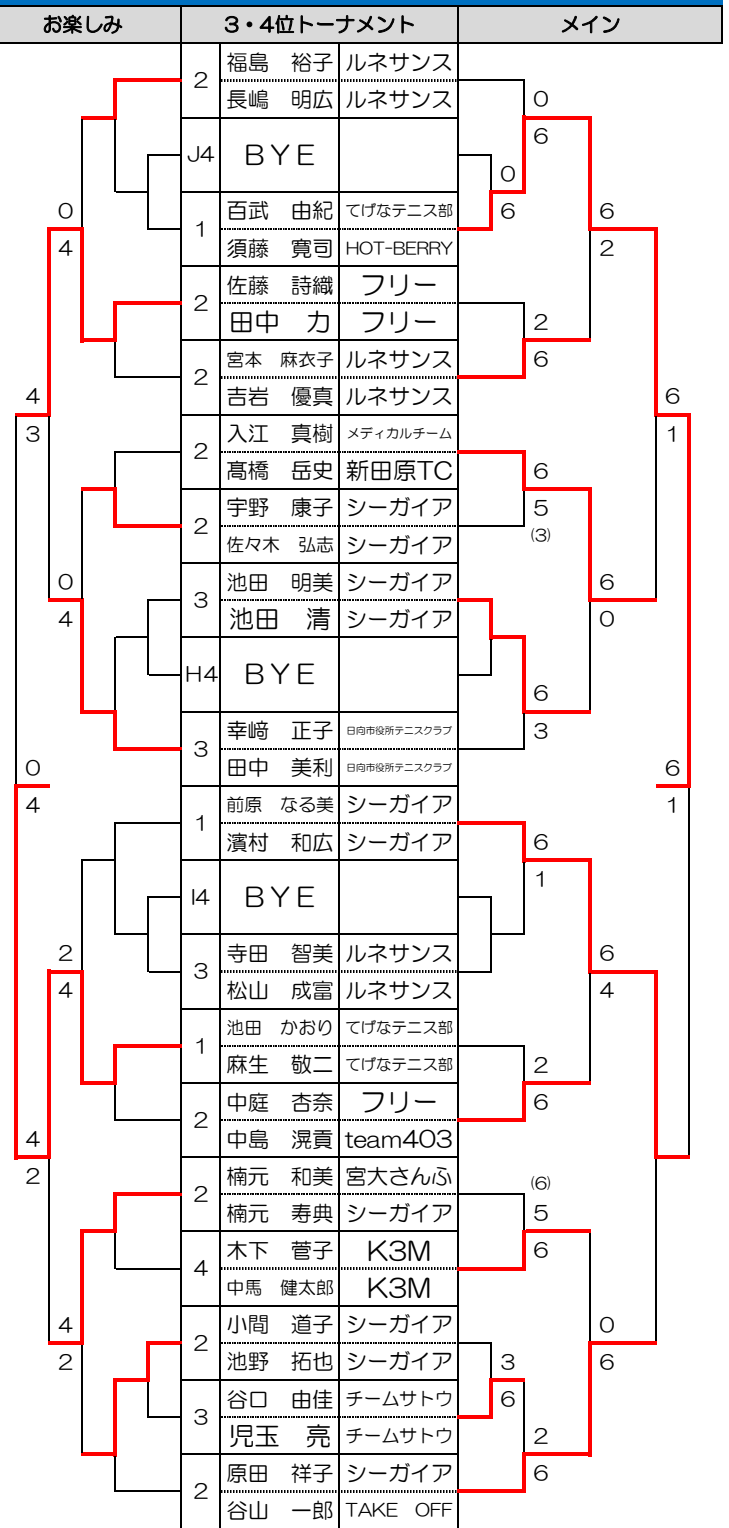 お楽しみ 3・4位トーナメント メイン
2 福島 裕子 ルネサンス
長嶋 明広 ルネサンス 0
J4 BYE 6
0
0 1 百武 由紀 てげなテニス部 6 6
4 須藤 寛司 HOT-BERRY 2
2 佐藤 詩織 フリー
田中 力 フリー 2
2 宮本 麻衣子 ルネサンス 6
4 吉岩 優真 ルネサンス 6
3 2 入江 真樹 メディカルチーム 1
髙橋 岳史 新田原TC 6
2 宇野 康子 シーガイア 5
佐々木 弘志 シーガイア (3)
0 3 池田 明美 シーガイア 6
4 池田 清 シーガイア 0
H4 BYE
6
3 幸﨑 正子 日向市役所テニスクラブ 3
0 田中 美利 日向市役所テニスクラブ 6
4 1 前原 なる美 シーガイア 1
濱村 和広 シーガイア 6
I4 BYE 1
2 3 寺田 智美 ルネサンス 6
4 松山 成富 ルネサンス 4
1 池田 かおり てげなテニス部
麻生 敬二 てげなテニス部 2
2 中庭 杏奈 フリー 6
4 中島 滉貢 team403
2 2 楠元 和美 宮大さんふ (6)
楠元 寿典 シーガイア 5
4 木下 菅子 K3M 6
中馬 健太郎 K3M
4 2 小間 道子 シーガイア 0
2 池野 拓也 シーガイア 3 6
3 谷口 由佳 チームサトウ 6
児玉 亮 チームサトウ 2
2 原田 祥子 シーガイア 6
谷山 一郎 TAKE OFF